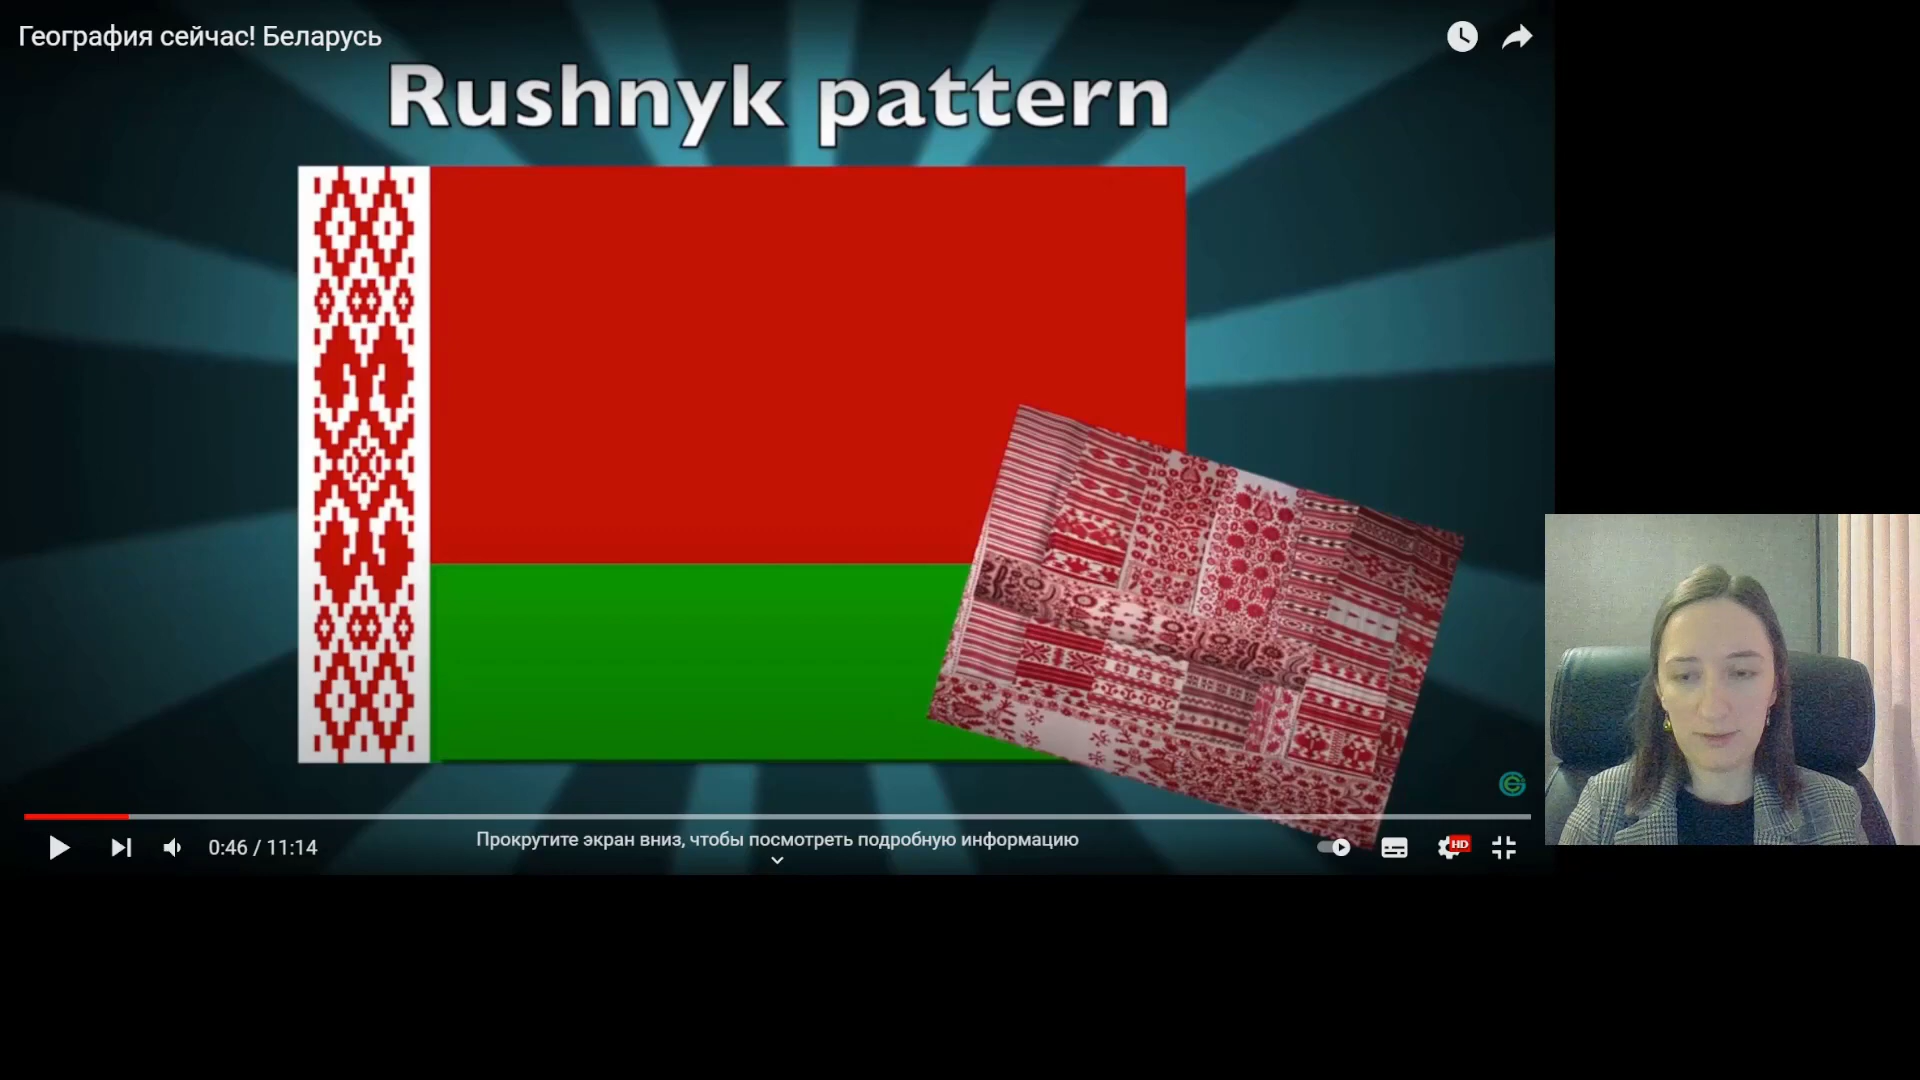 География сейчас! Беларусь
Rushnyk pattern
0:46 / 11:14
Прокрутите экран вниз, чтобы посмотреть подробную информацию
HD